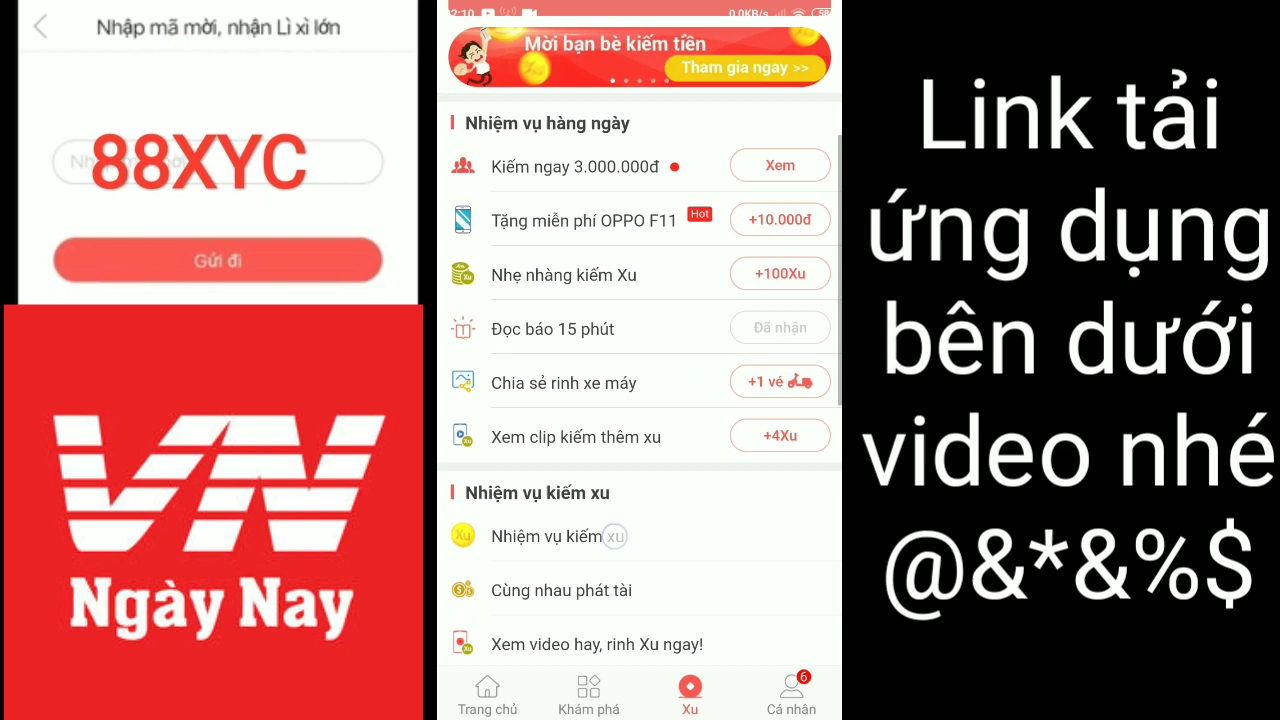 Nhập mã mời, nhận Lì xì lớn
88XYC
Gửi đi
VN
Ngày Nay
0.0KB/s
Mời bạn bè kiếm tiền
Xu
Tham gia ngay >>
Nhiệm vụ hàng ngày
Kiếm ngay 3.000.000đ
Xem
Tặng miễn phí OPPO F11
Hot
+10.000đ
Nhẹ nhàng kiếm Xu
+100Xu
Đọc báo 15 phút
Đã nhận
Chia sẻ rinh xe máy
+1 vé
Xem clip kiếm thêm xu
+4Xu
Nhiệm vụ kiếm xu
Xu
Nhiệm vụ kiếm xu
Cùng nhau phát tài
Xem video hay, rinh Xu ngay!
Trang chủ
Khám phá
Xu
6
Cá nhân
Link tải
ứng dụng
bên dưới
video nhé
@&*&%$